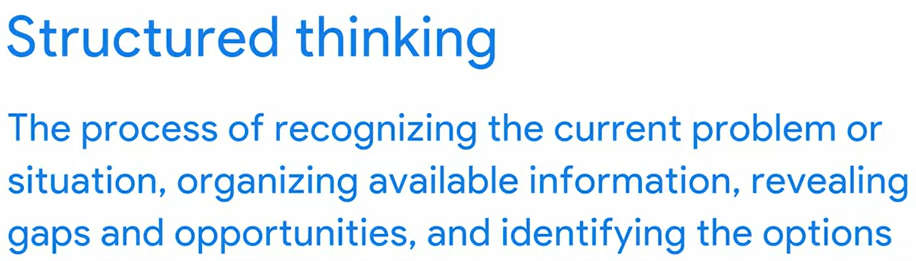 Structured thinking
The process of recognizing the current problem or
situation, organizing available information, revealing
gaps and opportunities, and identifying the options